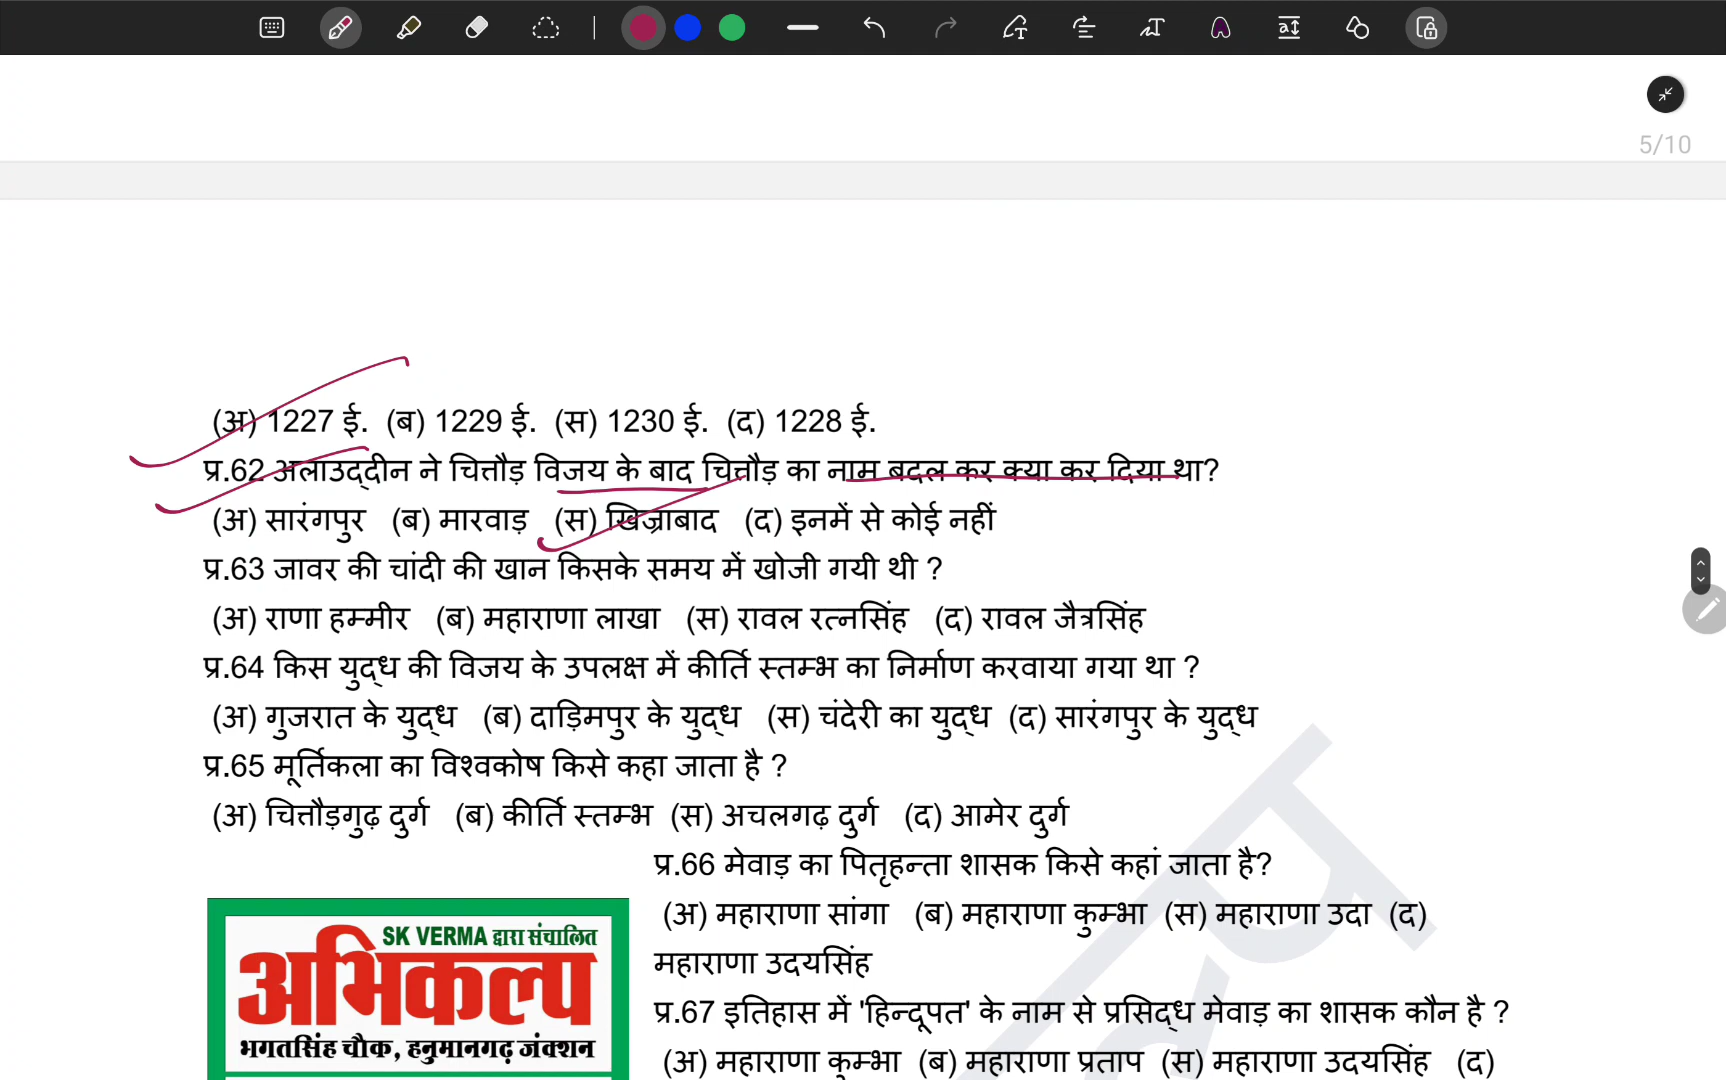 5/10
(अ) 1227 ई. (ब) 1229 ई. (स) 1230 ई. (द) 1228 ई.
प्र.62 अलाउद्दीन ने चित्तौड़ विजय के बाद चित्तौड़ का नाम बदल कर क्या कर दिया था?
(अ) सारंगपुर (ब) मारवाड़ (स) खिज्राबाद (द) इनमें से कोई नहीं
प्र.63 जावर की चांदी की खान किसके समय में खोजी गयी थी ?
(अ) राणा हम्मीर (ब) महाराणा लाखा (स) रावल रत्नसिंह (द) रावल जैत्रसिंह
प्र.64 किस युद्ध की विजय के उपलक्ष में कीर्ति स्तम्भ का निर्माण करवाया गया था ?
(अ) गुजरात के युद्ध (ब) दाड़िमपुर के युद्ध (स) चंदेरी का युद्ध (द) सारंगपुर के युद्ध
प्र.65 मूर्तिकला का विश्वकोष किसे कहा जाता है ?
(अ) चित्तौड़गुढ़ दुर्ग (ब) कीर्ति स्तम्भ (स) अचलगढ़ दुर्ग (द) आमेर दुर्ग
प्र.66 मेवाड़ का पितृहन्ता शासक किसे कहां जाता है?
(अ) महाराणा सांगा (ब) महाराणा कुम्भा (स) महाराणा उदा (द)
महाराणा उदयसिंह
प्र.67 इतिहास में 'हिन्दूपत' के नाम से प्रसिद्ध मेवाड़ का शासक कौन है ?
(अ) महाराणा कुम्भा (ब) महाराणा प्रताप (स) महाराणा उदयसिंह (द)
SK VERMA द्वारा संचालित
अभिकल्प
भगतसिंह चौक, हनुमानगढ़ जंक्शन